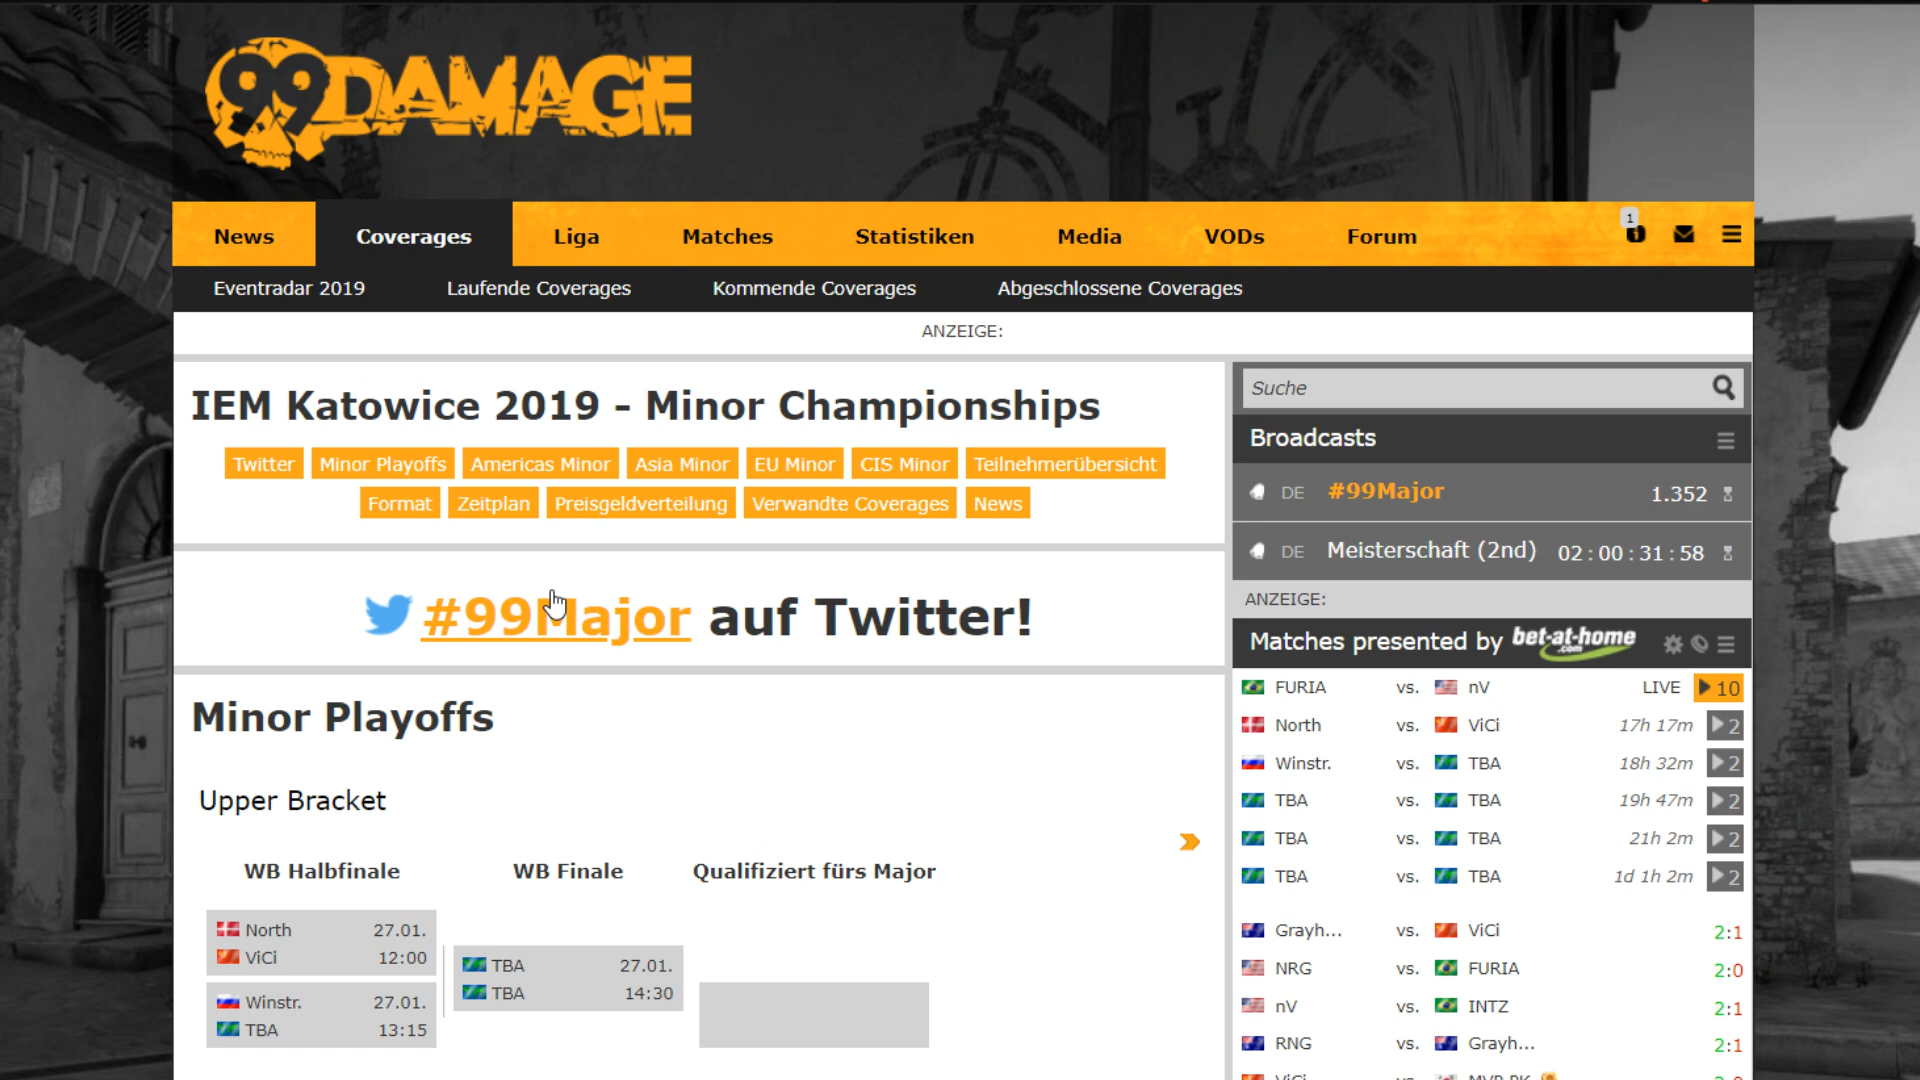 99DAMAGE
News Coverages Liga Matches Statistiken Media VODs Forum 1
Eventradar 2019 Laufende Coverages Kommende Coverages Abgeschlossene Coverages
ANZEIGE:
IEM Katowice 2019 - Minor Championships
Twitter Minor Playoffs Americas Minor Asia Minor EU Minor CIS Minor Teilnehmerübersicht
Format Zeitplan Preisgeldverteilung Verwandte Coverages News
#99Major auf Twitter!
Minor Playoffs
Upper Bracket
WB Halbfinale WB Finale Qualifiziert fürs Major
North 27.01.
ViCi 12:00
Winstr. 27.01.
TBA 13:15
TBA 27.01.
TBA 14:30
Suche
Broadcasts
DE #99Major 1.352
DE Meisterschaft (2nd) 02:00:31:58
ANZEIGE:
Matches presented by bet-at-home .com
FURIA vs. nV LIVE 10
North vs. ViCi 17h 17m 2
Winstr. vs. TBA 18h 32m 2
TBA vs. TBA 19h 47m 2
TBA vs. TBA 21h 2m 2
TBA vs. TBA 1d 1h 2m 2
Grayh... vs. ViCi 2:1
NRG vs. FURIA 2:0
nV vs. INTZ 2:1
RNG vs. Grayh... 2:1